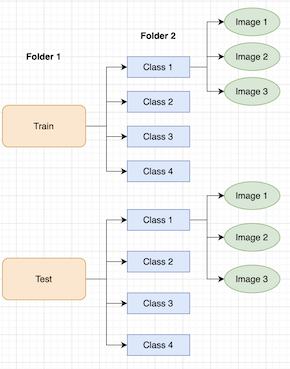 Folder 1
Folder 2
Train
Class 1
Class 2
Class 3
Class 4
Image 1
Image 2
Image 3
Test
Class 1
Class 2
Class 3
Class 4
Image 1
Image 2
Image 3